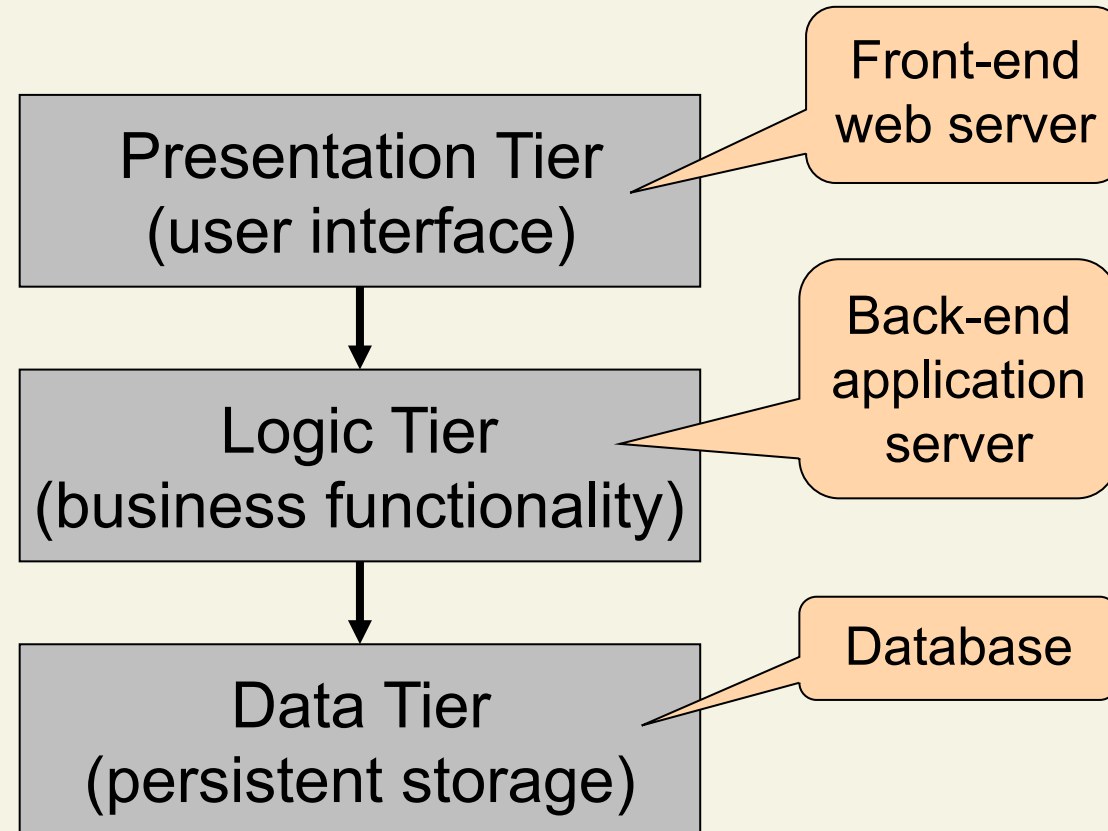 Front-end
web server
Presentation Tier
(user interface)
Back-end
application
server
Logic Tier
(business functionality)
Database
Data Tier
(persistent storage)